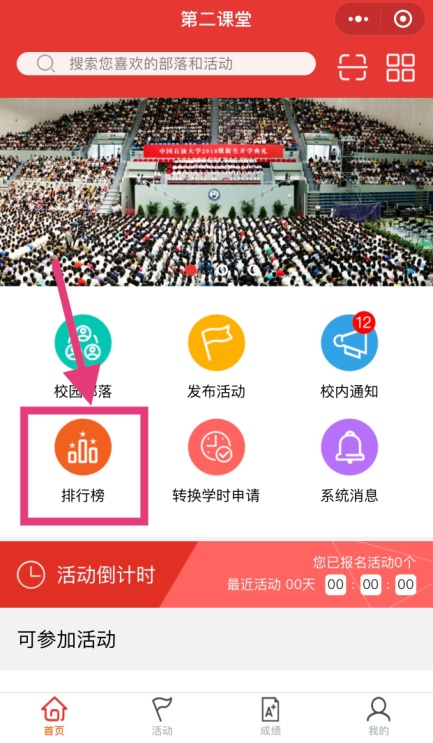 第二课堂
搜索您喜欢的部落和活动
中国石油大学2018级新生开学典礼
12
校园部落
发布活动
校内通知
排行榜
转换学时申请
系统消息
活动倒计时
您已报名活动0个
最近活动 00天 00 : 00 : 00
可参加活动
A+
首页
活动
成绩
我的